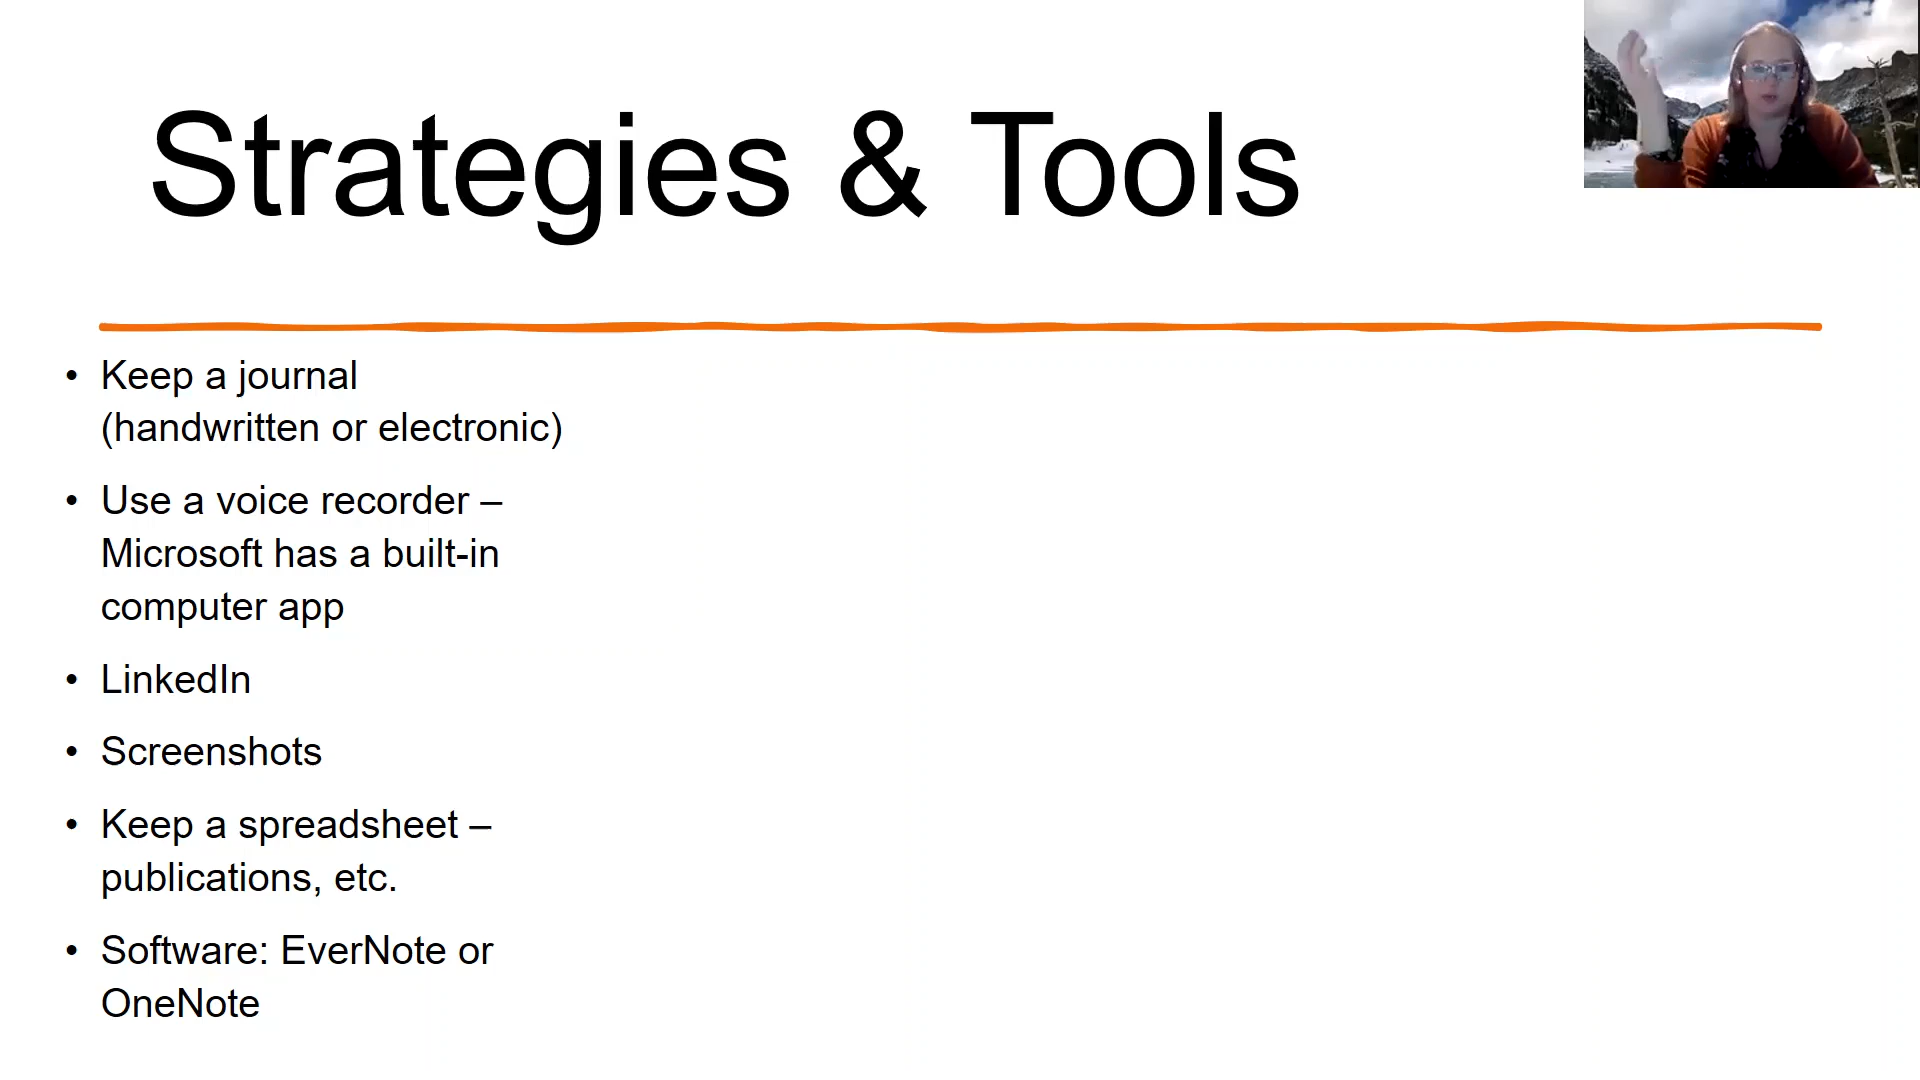 Strategies & Tools
• Keep a journal
(handwritten or electronic)
• Use a voice recorder –
Microsoft has a built-in
computer app
• LinkedIn
• Screenshots
• Keep a spreadsheet –
publications, etc.
• Software: EverNote or
OneNote